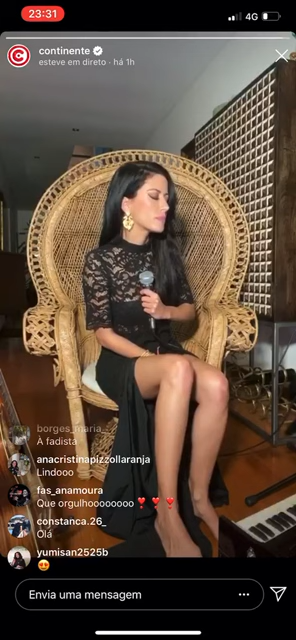 23:31
4G
continente
esteve em direto · há 1h
borges_maria_
À fadista
anacristinapizzollaranja
Lindooo
fas_anamoura
Que orgulhoooooooo ❣️❣️❣️
constanca.26_
Olá
yumisan2525b
😍
Envia uma mensagem